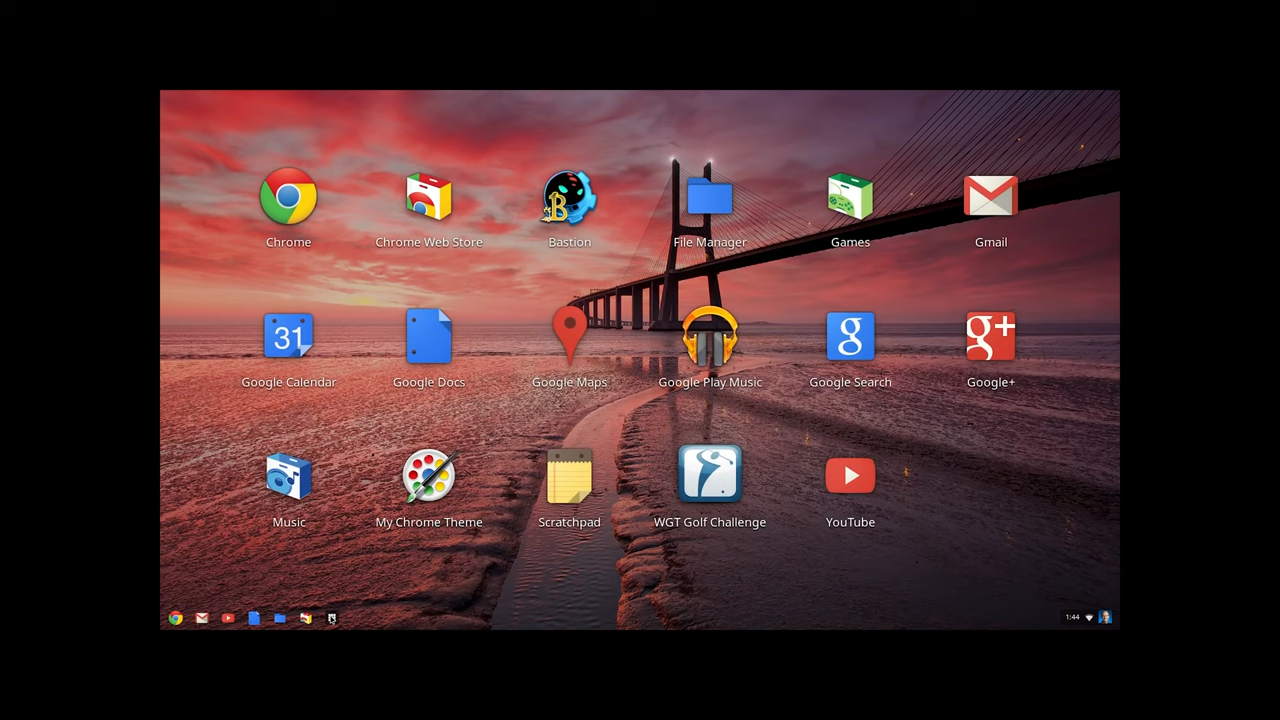 Chrome
Chrome Web Store
B
Bastion
File Manager
Games
Gmail
31
Google Calendar
Google Docs
Google Maps
Google Play Music
g
Google Search
g+
Google+
Music
My Chrome Theme
Scratchpad
WGT Golf Challenge
YouTube
1:44